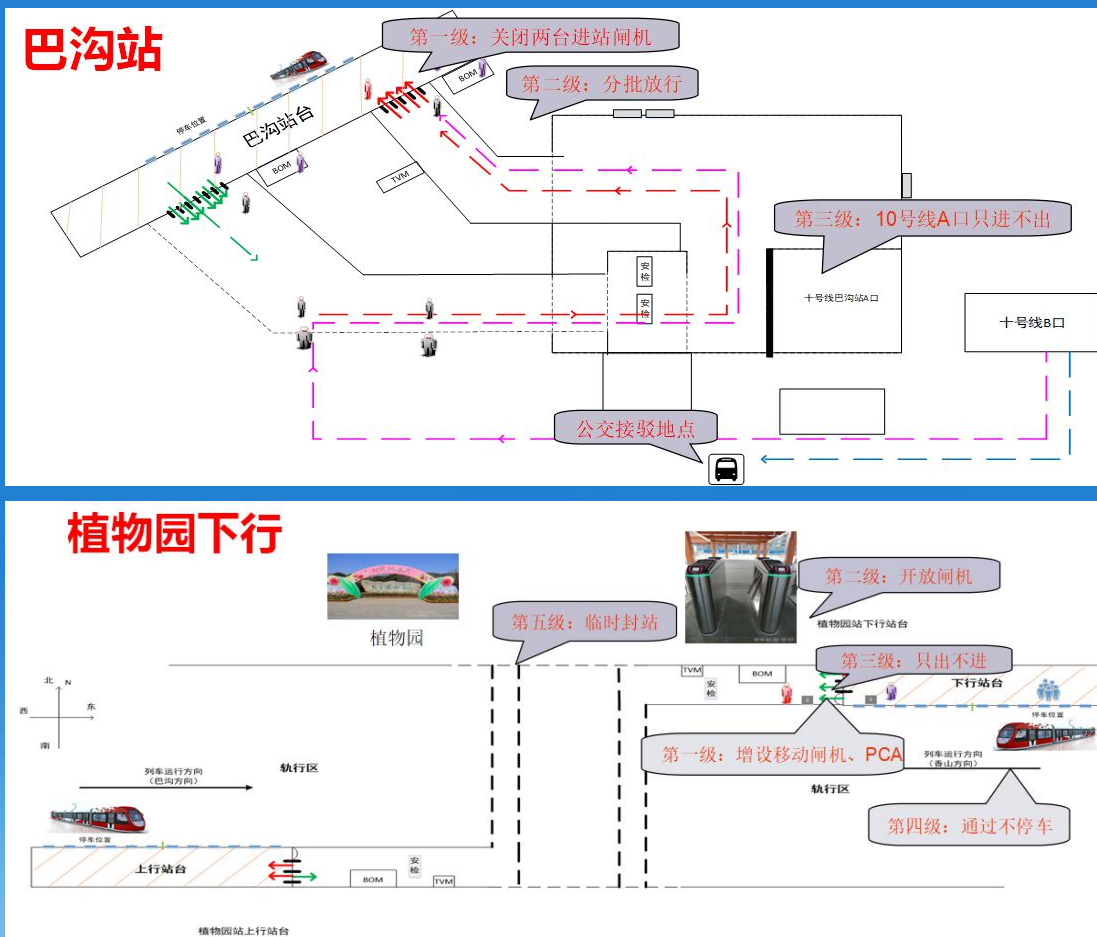 巴沟站
第一级：关闭两台进站闸机
BOM
第二级：分批放行
停车位置
巴沟站台
BOM
TVM
第三级：10号线A口只进不出
安检
安检
十号线巴沟站A口
十号线B口
公交接驳地点
植物园下行
植物园
第五级：临时封站
第二级：开放闸机
植物园站下行站台
第三级：只出不进
TVM
安检
BOM
下行站台
停车位置
北 N
西 东
南
第一级：增设移动闸机、PCA
列车运行方向
（香山方向）
轨行区
列车运行方向
（巴沟方向）
轨行区
第四级：通过不停车
停车位置
上行站台
安检
BOM
TVM
植物园站上行站台